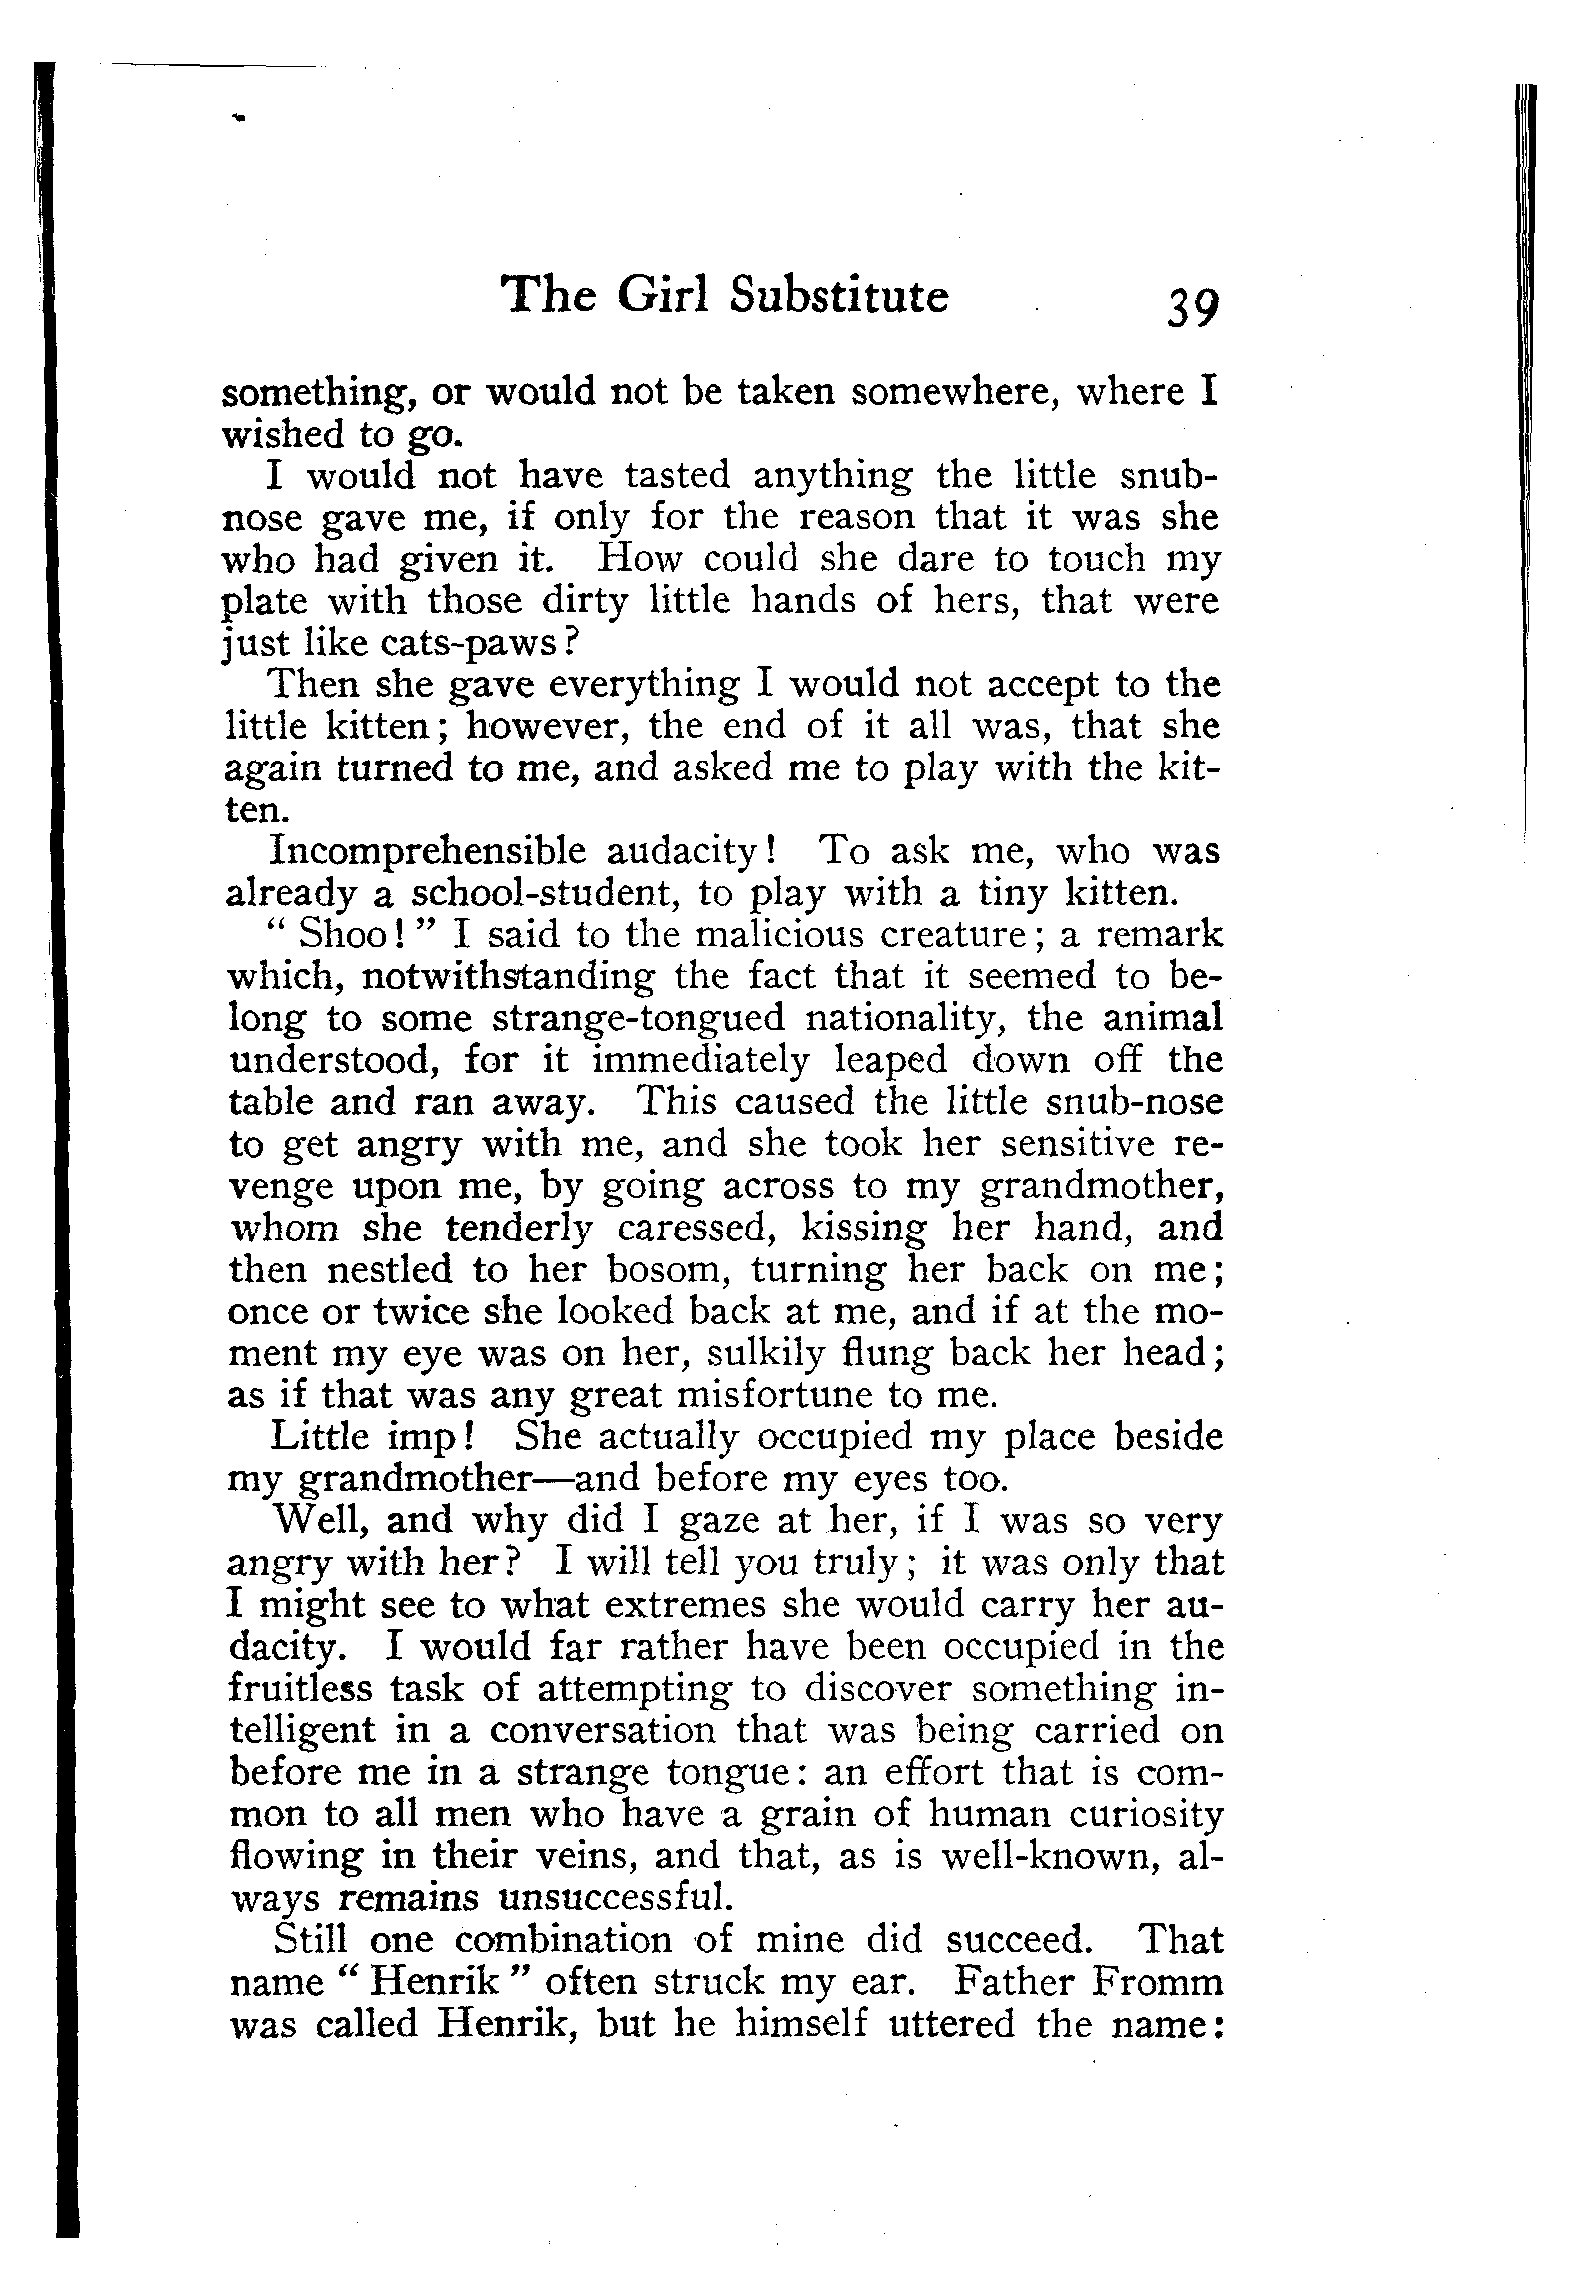 The Girl Substitute 39
something, or would not be taken somewhere, where I
wished to go.
I would not have tasted anything the little snub-
nose gave me, if only for the reason that it was she
who had given it. How could she dare to touch my
plate with those dirty little hands of hers, that were
just like cats-paws?
Then she gave everything I would not accept to the
little kitten; however, the end of it all was, that she
again turned to me, and asked me to play with the kit-
ten.
Incomprehensible audacity! To ask me, who was
already a school-student, to play with a tiny kitten.
" Shoo! " I said to the malicious creature; a remark
which, notwithstanding the fact that it seemed to be-
long to some strange-tongued nationality, the animal
understood, for it immediately leaped down off the
table and ran away. This caused the little snub-nose
to get angry with me, and she took her sensitive re-
venge upon me, by going across to my grandmother,
whom she tenderly caressed, kissing her hand, and
then nestled to her bosom, turning her back on me;
once or twice she looked back at me, and if at the mo-
ment my eye was on her, sulkily flung back her head;
as if that was any great misfortune to me.
Little imp! She actually occupied my place beside
my grandmother—and before my eyes too.
Well, and why did I gaze at her, if I was so very
angry with her? I will tell you truly; it was only that
I might see to what extremes she would carry her au-
dacity. I would far rather have been occupied in the
fruitless task of attempting to discover something in-
telligent in a conversation that was being carried on
before me in a strange tongue: an effort that is com-
mon to all men who have a grain of human curiosity
flowing in their veins, and that, as is well-known, al-
ways remains unsuccessful.
Still one combination of mine did succeed. That
name " Henrik " often struck my ear. Father Fromm
was called Henrik, but he himself uttered the name: